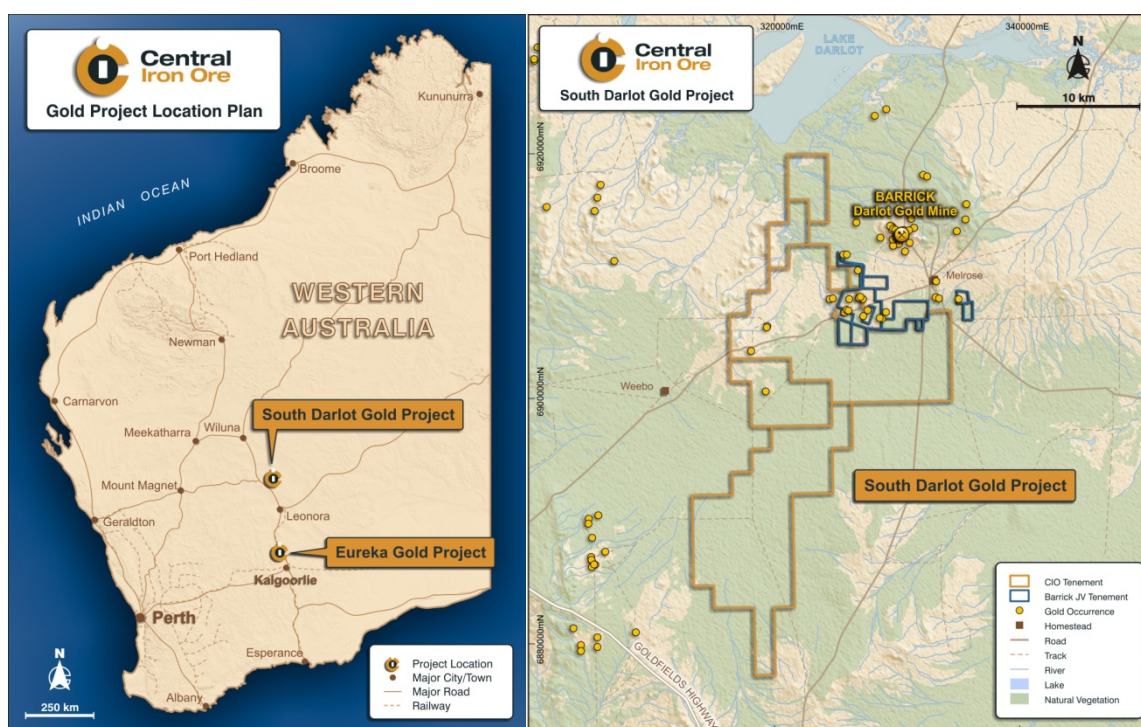 Central
Iron Ore
Gold Project Location Plan
Kununurra
Broome
INDIAN OCEAN
Port Hedland
WESTERN
AUSTRALIA
Newman
Carnarvon
South Darlot Gold Project
Meekatharra
Wiluna
Mount Magnet
Leonora
Geraldton
Eureka Gold Project
Kalgoorlie
Perth
Esperance
Albany
N
250 km
Project Location
Major City/Town
Major Road
Railway
320000mE
340000mE
Central
Iron Ore
South Darlot Gold Project
LAKE
DARLOT
N
10 km
6920000mN
BARRICK
Darlot Gold Mine
Melrose
Weebo
6900000mN
South Darlot Gold Project
6880000mN
GOLDFIELDS HIGHWAY
CIO Tenement
Barrick JV Tenement
Gold Occurrence
Homestead
Road
Track
River
Lake
Natural Vegetation